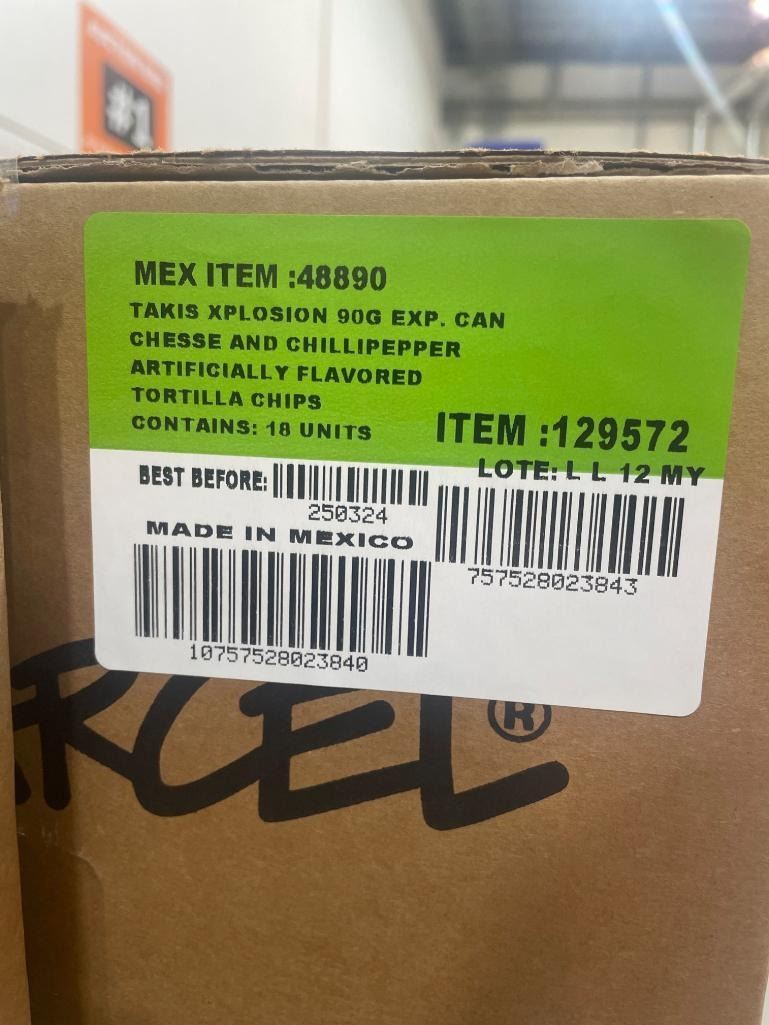 #1
MEX ITEM :48890
TAKIS XPLOSION 90G EXP. CAN
CHESSE AND CHILLIPEPPER
ARTIFICIALLY FLAVORED
TORTILLA CHIPS
CONTAINS: 18 UNITS
ITEM :129572
LOTE: L L 12 MY
BEST BEFORE:
250324
MADE IN MEXICO
757528023843
10757528023840
RCEL®